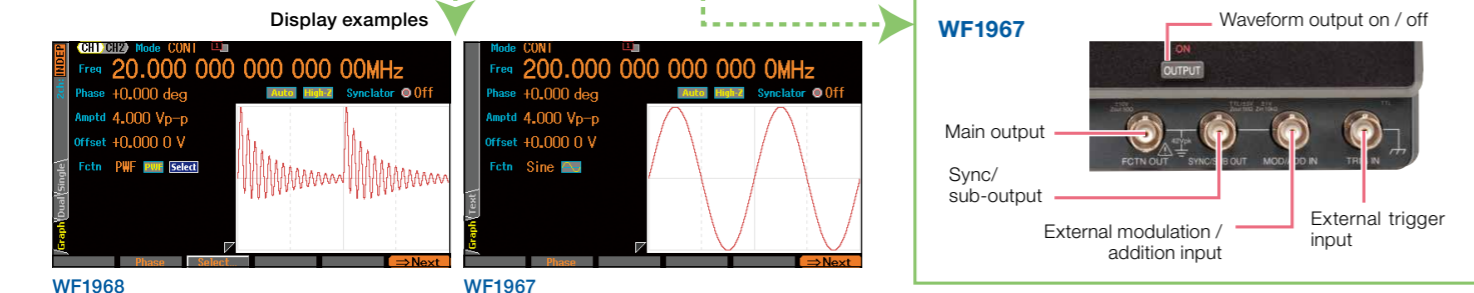 Display examples
INDEP
2ch
CH1 CH2 Mode CONT
Freq 20.000 000 000 000 00MHz
Phase +0.000 deg Auto High-Z Synclator Off
Amptd 4.000 Vp-p
Offset +0.000 0 V
Fctn PWF PWF Select
Graph Dual Single
Phase Select... ⇒Next
WF1968
Mode CONT
Freq 200.000 000 000 000 0MHz
Phase +0.000 deg Auto High-Z Synclator Off
Amptd 4.000 Vp-p
Offset +0.000 0 V
Fctn Sine
Graph Text
Phase ⇒Next
WF1967
WF1967
Waveform output on / off
ON
OUTPUT
TTL
Main output
FCTN OUT SYNC/SUB OUT MOD/ADD IN TRIG IN
Sync/
sub-output
External modulation /
addition input
External trigger
input